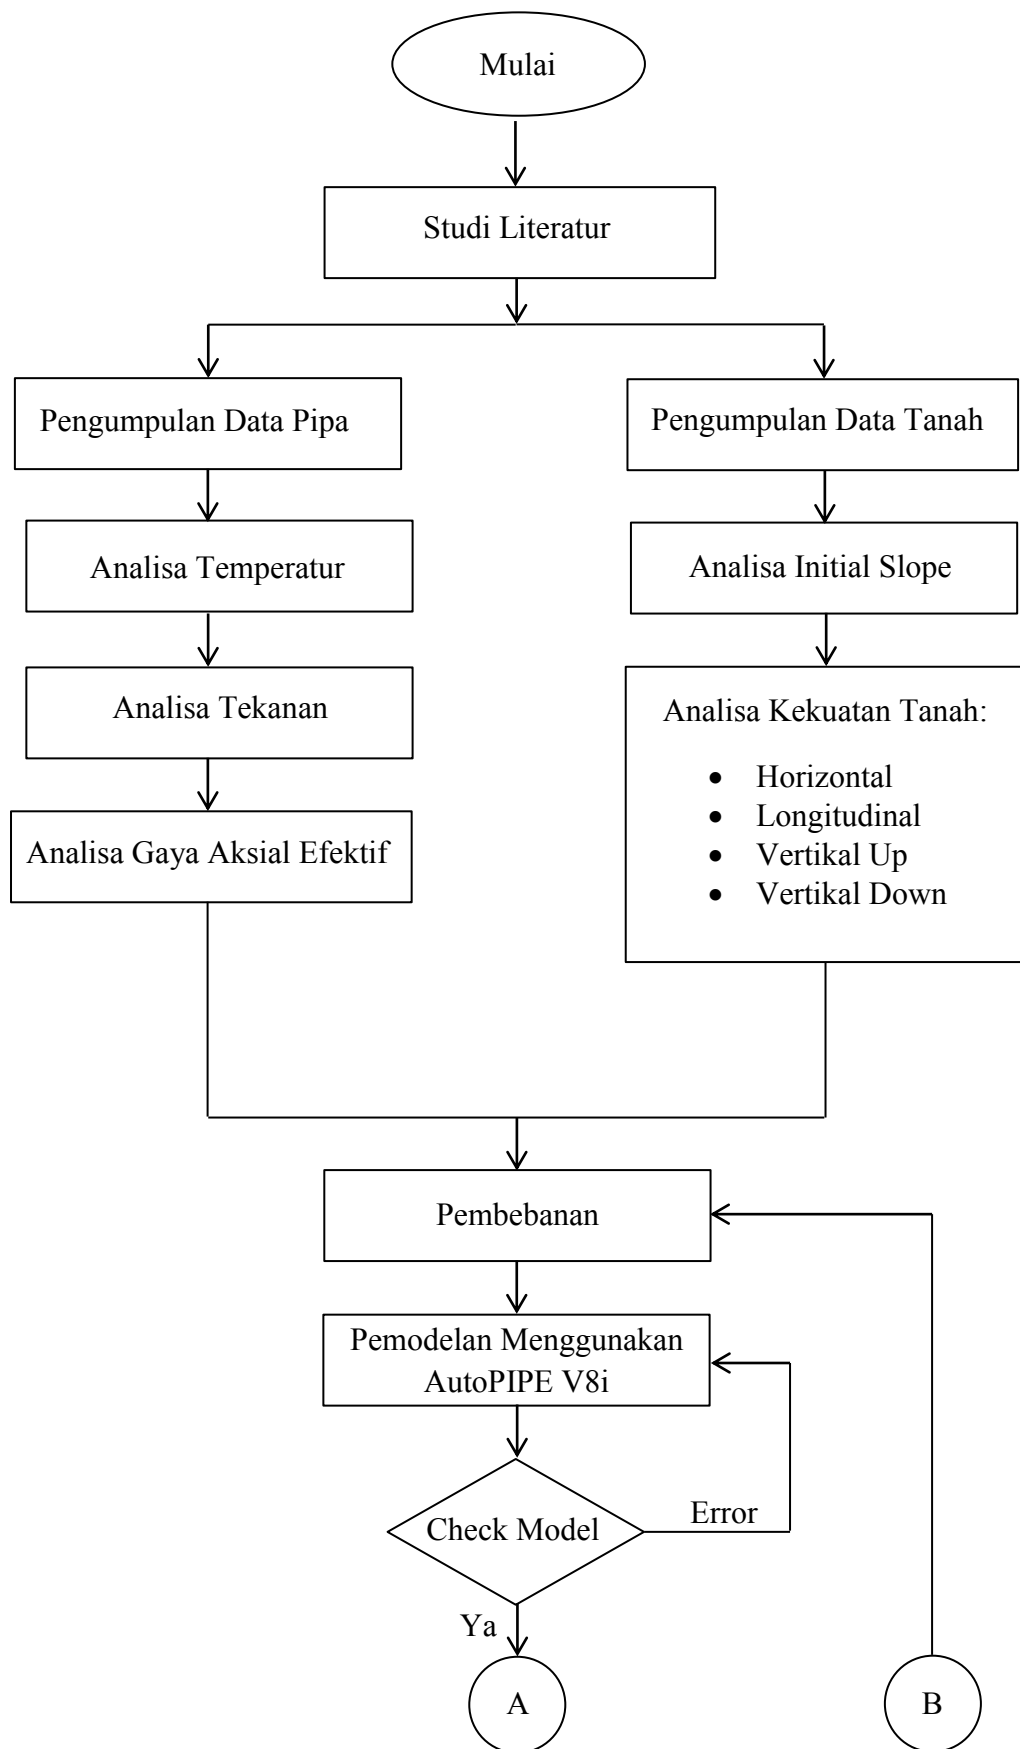 Mulai
Studi Literatur
Pengumpulan Data Pipa
Pengumpulan Data Tanah
Analisa Temperatur
Analisa Initial Slope
Analisa Tekanan
Analisa Kekuatan Tanah:
• Horizontal
• Longitudinal
• Vertikal Up
• Vertikal Down
Analisa Gaya Aksial Efektif
Pembebanan
Pemodelan Menggunakan
AutoPIPE V8i
Check Model
Error
Ya
A
B